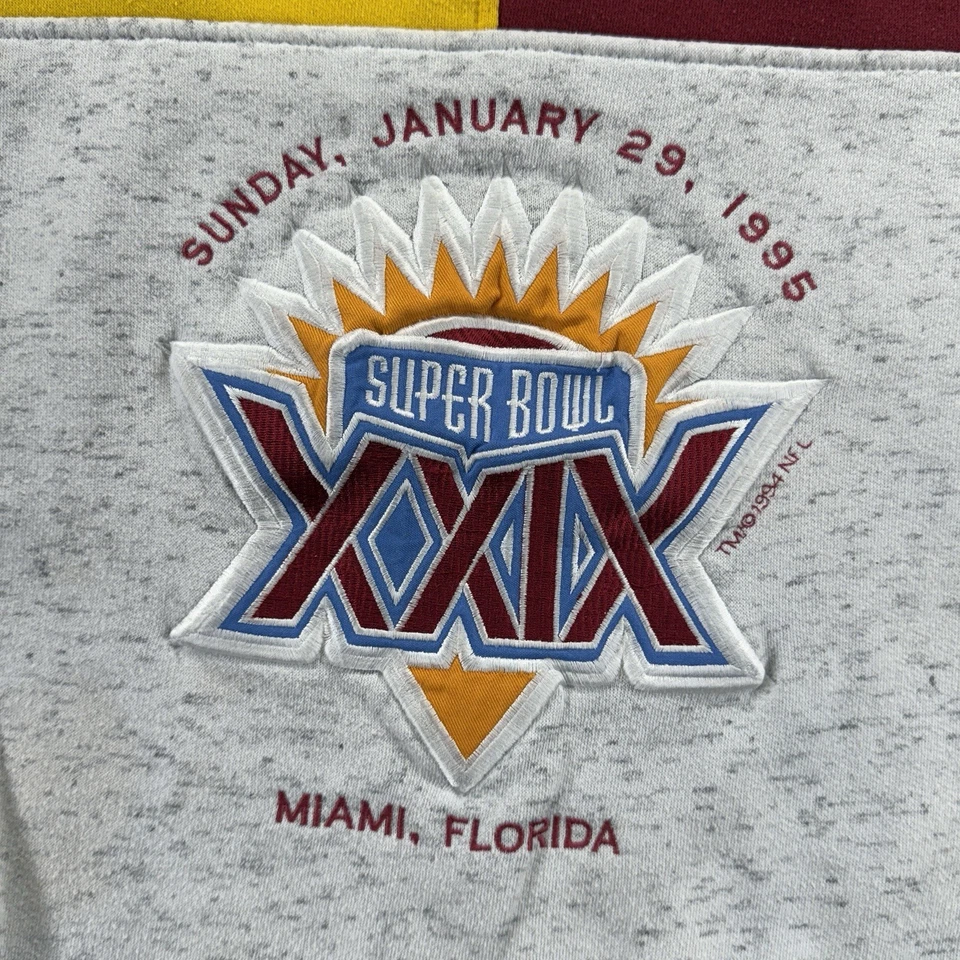 SUNDAY, JANUARY 29, 1995
SUPER BOWL
XXIX
TM©1994 NFL
MIAMI, FLORIDA